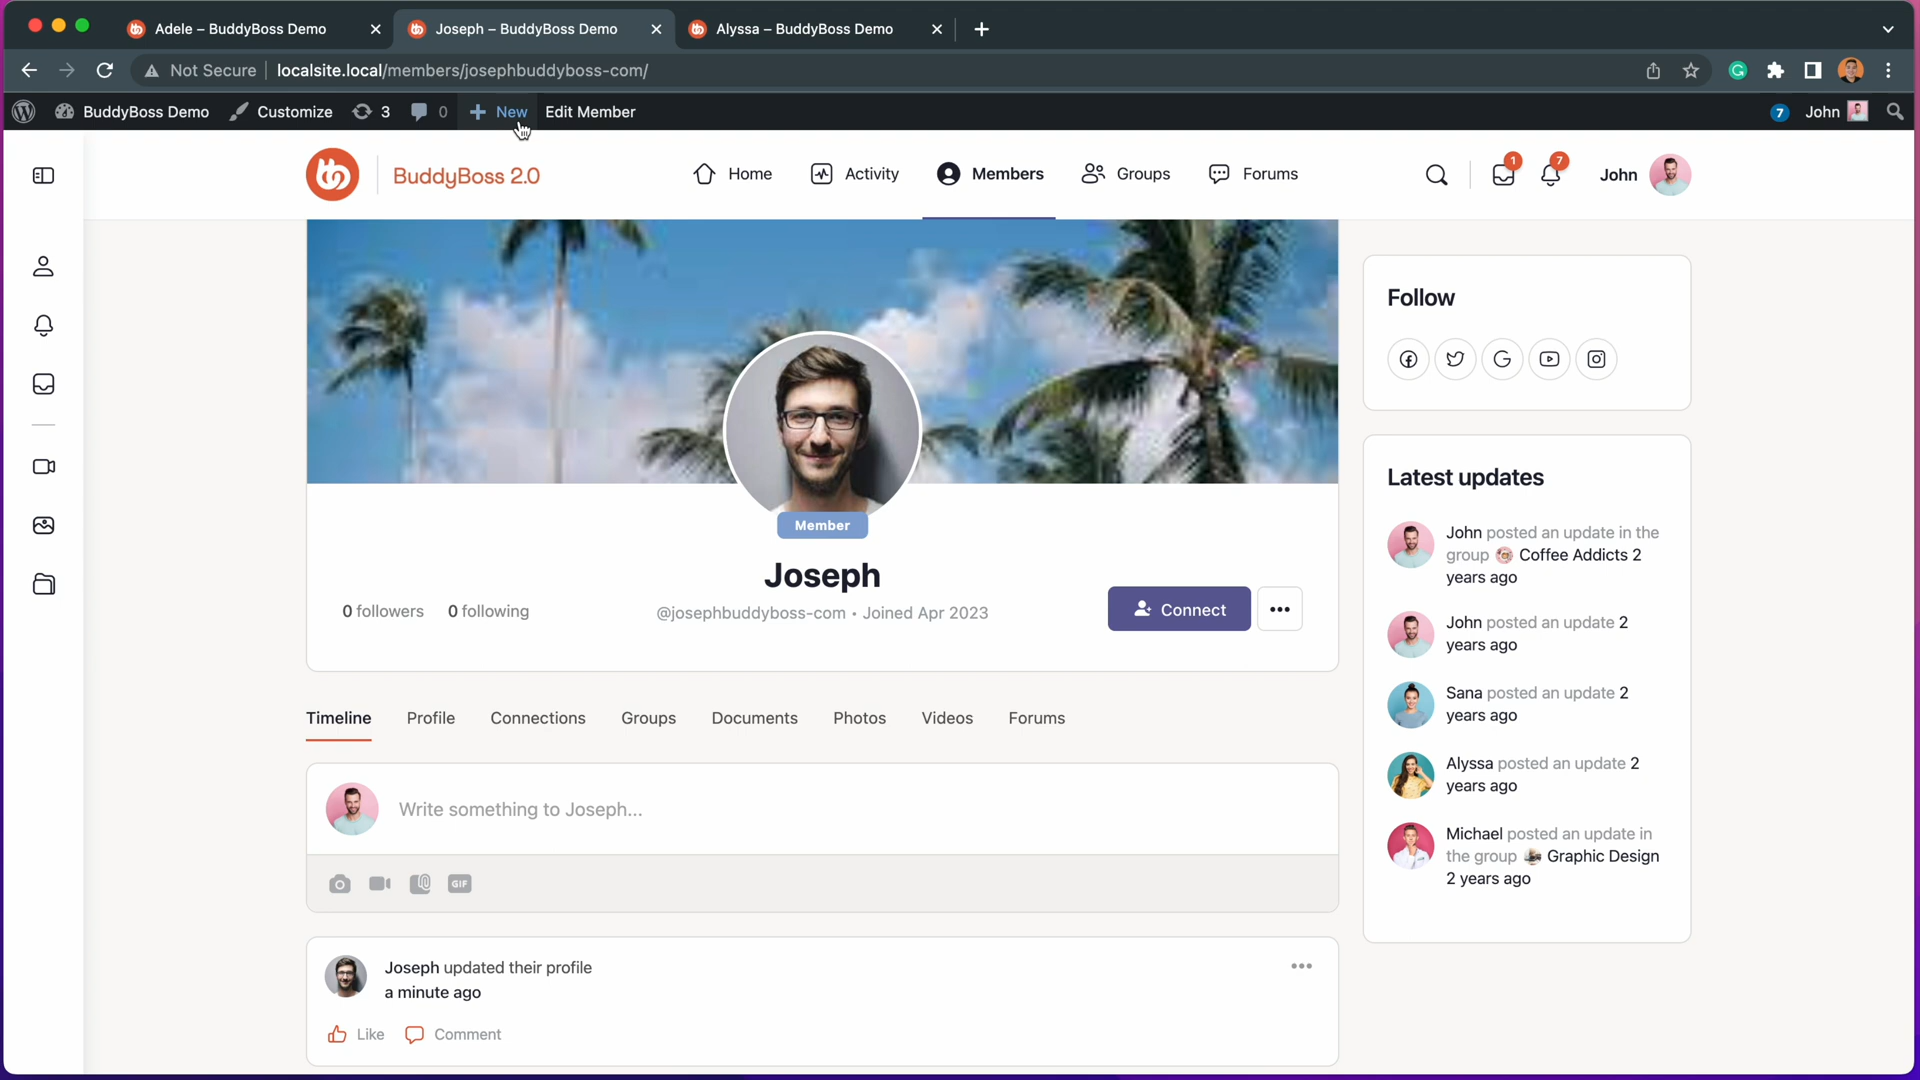 Adele – BuddyBoss Demo
Joseph – BuddyBoss Demo
Alyssa – BuddyBoss Demo
Not Secure
localsite.local/members/josephbuddyboss-com/
BuddyBoss Demo
Customize
3
0
New
Edit Member
7
John
BuddyBoss 2.0
Home
Activity
Members
Groups
Forums
1
7
John
Follow
Member
Joseph
0 followers
0 following
@josephbuddyboss-com • Joined Apr 2023
Connect
Latest updates
John posted an update in the
group Coffee Addicts 2
years ago
John posted an update 2
years ago
Sana posted an update 2
years ago
Alyssa posted an update 2
years ago
Michael posted an update in
the group Graphic Design
2 years ago
Timeline
Profile
Connections
Groups
Documents
Photos
Videos
Forums
Write something to Joseph...
GIF
Joseph updated their profile
a minute ago
Like
Comment